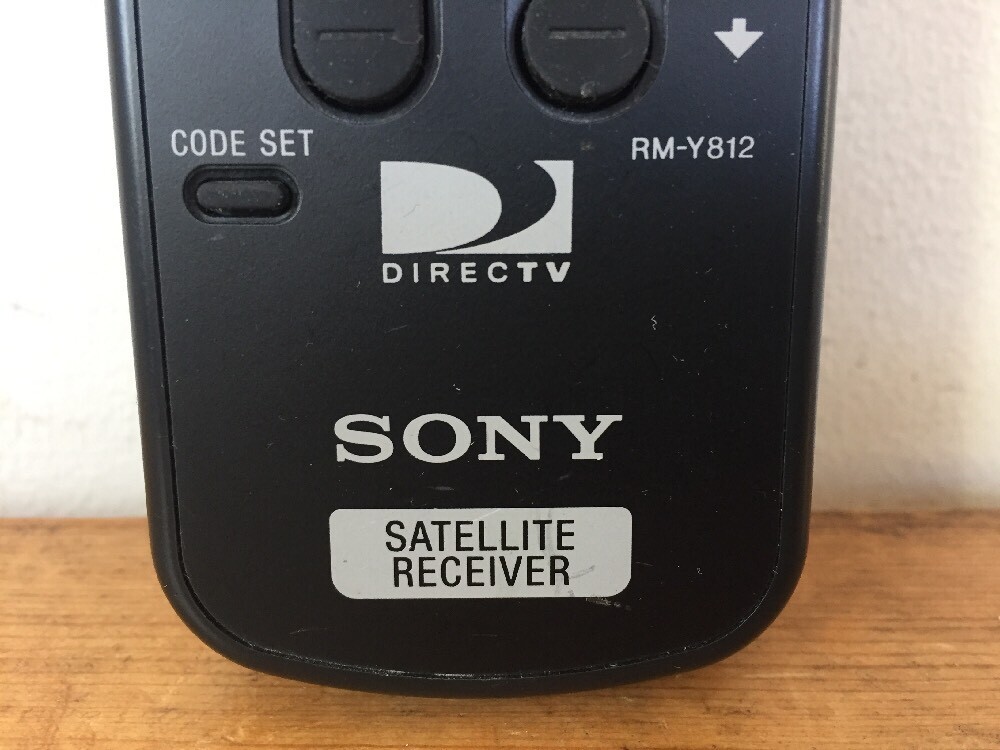 CODE SET
RM-Y812
DIRECTV
SONY
SATELLITE
RECEIVER